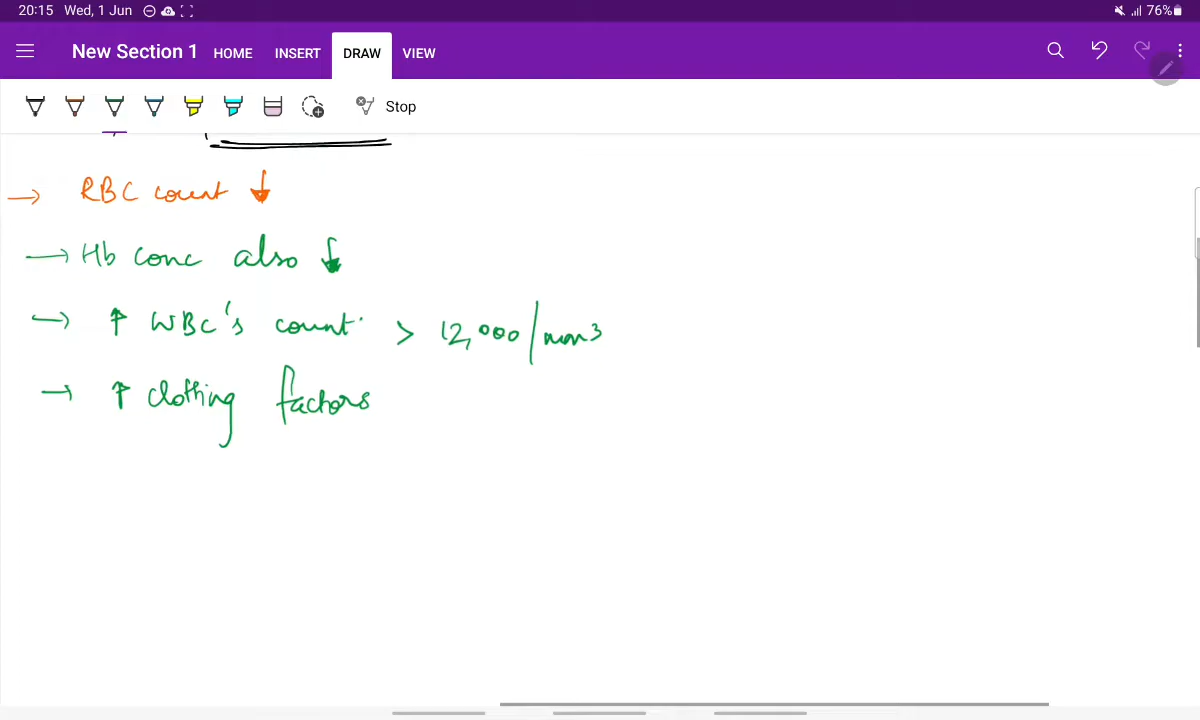 20:15 Wed, 1 Jun 76%
New Section 1 HOME INSERT DRAW VIEW
Stop
→ RBC count ↓
→ Hb conc also ↓
→ ↑ WBC's count > 12,000/mm3
→ ↑ clotting factors